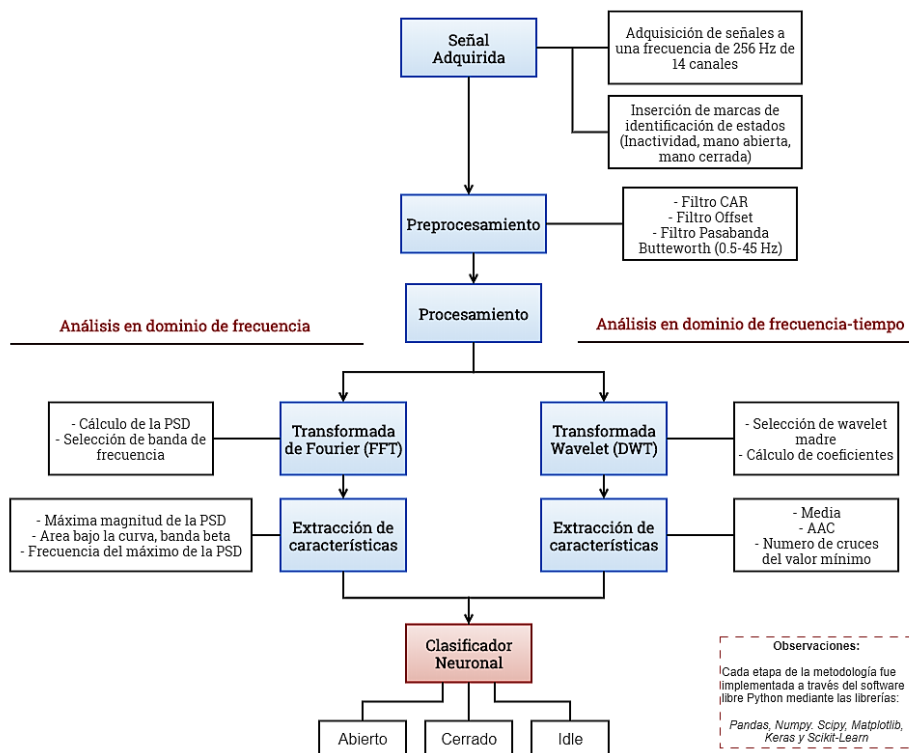 Señal
Adquirida
Adquisición de señales a
una frecuencia de 256 Hz de
14 canales
Inserción de marcas de
identificación de estados
(Inactividad, mano abierta,
mano cerrada)
Preprocesamiento
- Filtro CAR
- Filtro Offset
- Filtro Pasabanda
Butteworth (0.5-45 Hz)
Procesamiento
Análisis en dominio de frecuencia
Análisis en dominio de frecuencia-tiempo
- Cálculo de la PSD
- Selección de banda de
frecuencia
Transformada
de Fourier (FFT)
Transformada
Wavelet (DWT)
- Selección de wavelet
madre
- Cálculo de coeficientes
- Máxima magnitud de la PSD
- Area bajo la curva, banda beta
- Frecuencia del máximo de la PSD
Extracción de
características
Extracción de
características
- Media
- AAC
- Numero de cruces
del valor mínimo
Clasificador
Neuronal
Abierto
Cerrado
Idle
Observaciones:
Cada etapa de la metodología fue
implementada a través del software
libre Python mediante las librerías:
Pandas, Numpy. Scipy, Matplotlib,
Keras y Scikit-Learn